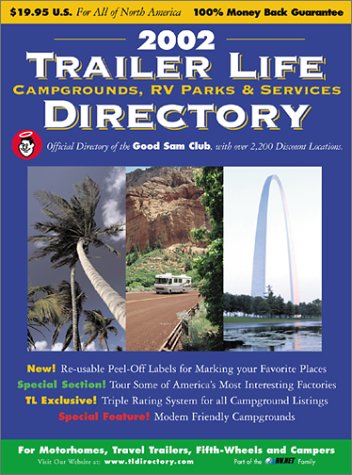 $19.95 U.S. For All of North America 100% Money Back Guarantee
2002
TRAILER LIFE
CAMPGROUNDS, RV PARKS & SERVICES
DIRECTORY
Official Directory of the Good Sam Club, with over 2,200 Discount Locations.
New! Re-usable Peel-Off Labels for Marking your Favorite Places
Special Section! Tour Some of America's Most Interesting Factories
TL Exclusive! Triple Rating System for all Campground Listings
Special Feature! Modem Friendly Campgrounds
For Motorhomes, Travel Trailers, Fifth-Wheels and Campers
Visit Our Website at: www.tldirectory.com Part of the RV.NET Family